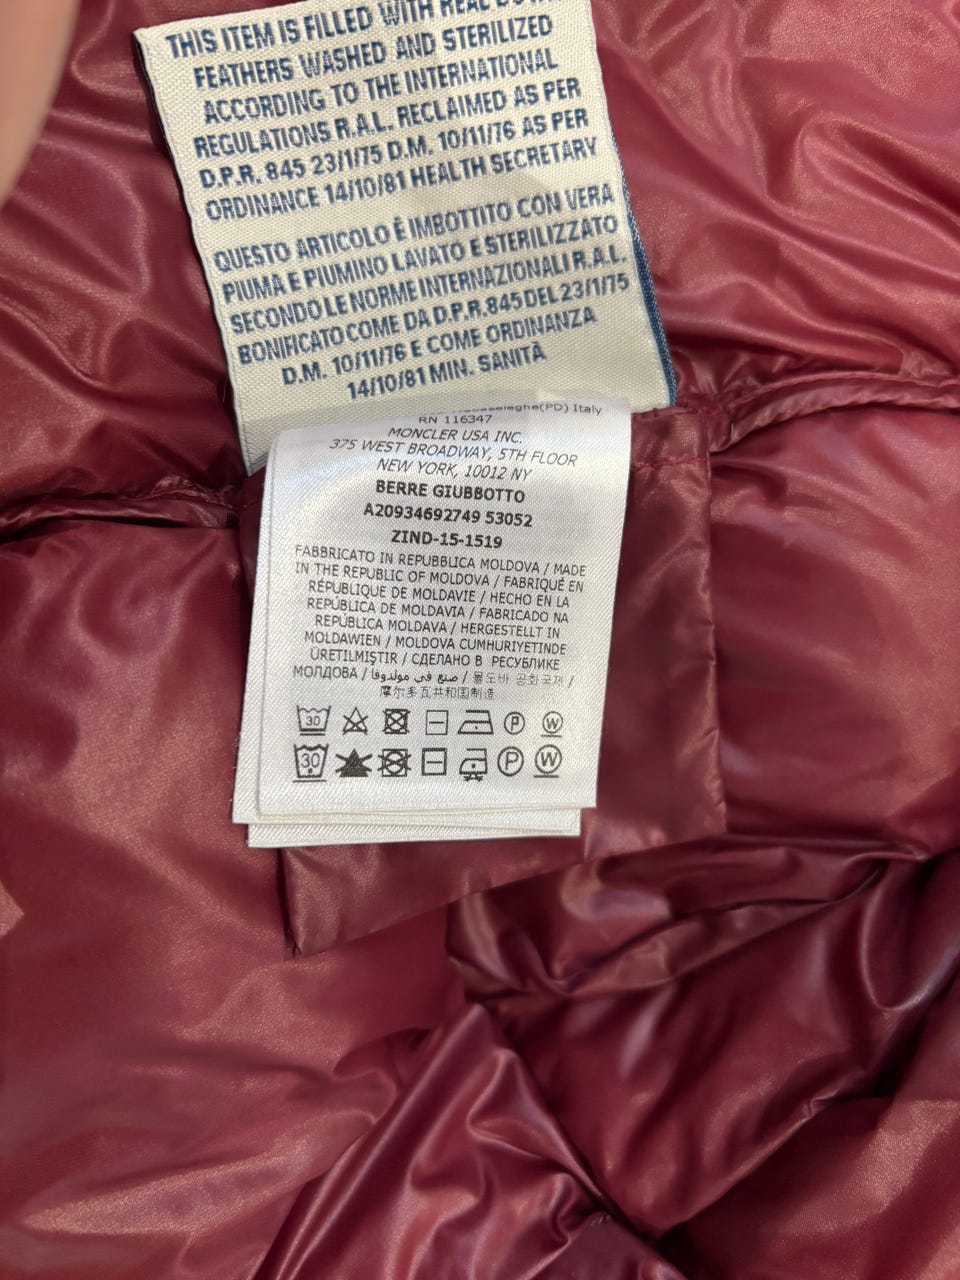 THIS ITEM IS FILLED WITH REAL DOWN
FEATHERS WASHED AND STERILIZED
ACCORDING TO THE INTERNATIONAL
REGULATIONS R.A.L. RECLAIMED AS PER
D.P.R. 845 23/1/75 D.M. 10/11/76 AS PER
ORDINANCE 14/10/81 HEALTH SECRETARY
QUESTO ARTICOLO È IMBOTTITO CON VERA
PIUMA E PIUMINO LAVATO E STERILIZZATO
SECONDO LE NORME INTERNAZIONALI R.A.L.
BONIFICATO COME DA D.P.R. 845 DEL 23/1/75
D.M. 10/11/76 E COME ORDINANZA
14/10/81 MIN. SANITÀ
(PD) Italy
RN 116347
MONCLER USA INC.
375 WEST BROADWAY, 5TH FLOOR
NEW YORK, 10012 NY
BERRE GIUBBOTTO
A20934692749 53052
ZIND-15-1519
FABBRICATO IN REPUBBLICA MOLDOVA / MADE
IN THE REPUBLIC OF MOLDOVA / FABRIQUÉ EN
RÉPUBLIQUE DE MOLDAVIE / HECHO EN LA
REPÚBLICA DE MOLDAVIA / FABRICADO NA
REPÚBLICA MOLDAVA / HERGESTELLT IN
MOLDAWIEN / MOLDOVA CUMHURIYETINDE
ÜRETILMIŞTIR / СДЕЛАНО В РЕСУБЛИКЕ
МОЛДОВА / صنع في مولدوفا / 몰도바 공화국제 /
摩尔多瓦共和国制造
30 P W
30 P W